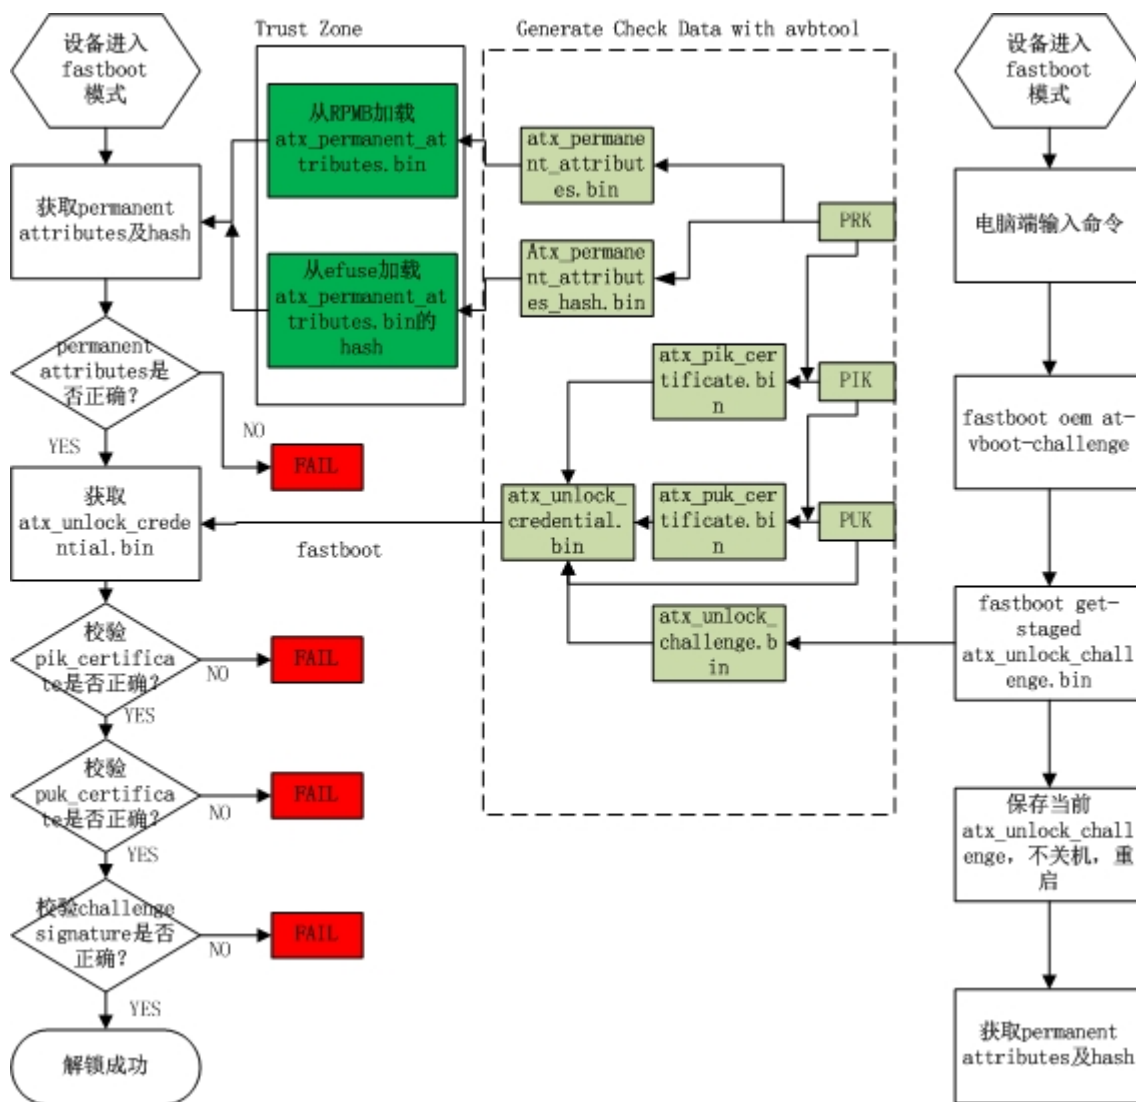 设备进入
fastboot
模式
获取permanent
attributes及hash
permanent
attributes是
否正确?
YES
NO
FAIL
获取
atx_unlock_crede
ntial.bin
fastboot
校验
pik_certifica
te是否正确?
NO
FAIL
YES
校验
puk_certifica
te是否正确?
NO
FAIL
YES
校验challenge
signature是否
正确?
NO
FAIL
YES
解锁成功
Trust Zone
从RPMB加载
atx_permanent_at
tributes.bin
从efuse加载
atx_permanent_at
tributes.bin的
hash
Generate Check Data with avbtool
atx_permane
nt_attribut
es.bin
Atx_permane
nt_attribut
es_hash.bin
PRK
atx_pik_cer
tificate.bi
n
PIK
atx_unlock_
credential.
bin
atx_puk_cer
tificate.bi
n
PUK
atx_unlock_
challenge.b
in
设备进入
fastboot
模式
电脑端输入命令
fastboot oem at-
vboot-challenge
fastboot get-
staged
atx_unlock_chall
enge.bin
保存当前
atx_unlock_chall
enge，不关机，重
启
获取permanent
attributes及hash